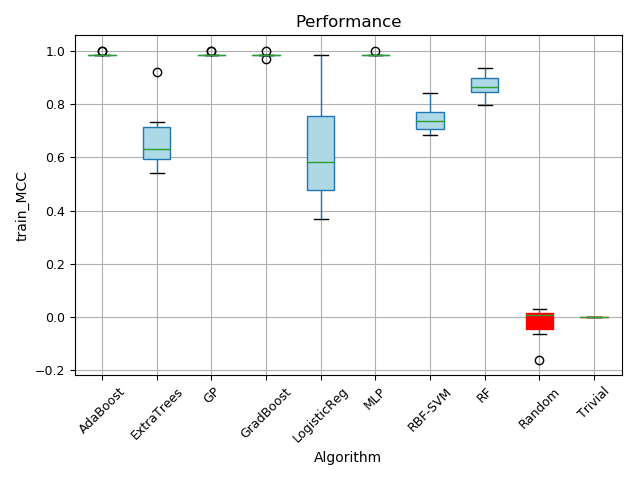 Performance
train_MCC
1.0
0.8
0.6
0.4
0.2
0.0
−0.2
AdaBoost
ExtraTrees
GP
GradBoost
LogisticReg
MLP
RBF-SVM
RF
Random
Trivial
Algorithm